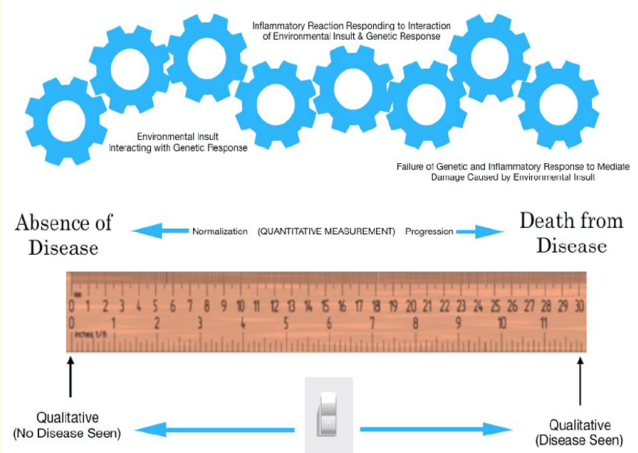 Inflammatory Reaction Responding to Interaction
of Environmental Insult & Genetic Response
Environmental Insult
Interacting with Genetic Response
Failure of Genetic and Inflammatory Response to Mediate
Damage Caused by Environmental Insult
Absence of
Disease
Normalization (QUANTITATIVE MEASUREMENT) Progression
Death from
Disease
0 1 2 3 4 5 6 7 8 9 10 11 12 13 14 15 16 17 18 19 20 21 22 23 24 25 26 27 28 29 30
0 1 2 3 4 5 6 7 8 9 10 11
inches, 1/8
Qualitative
(No Disease Seen)
Qualitative
(Disease Seen)